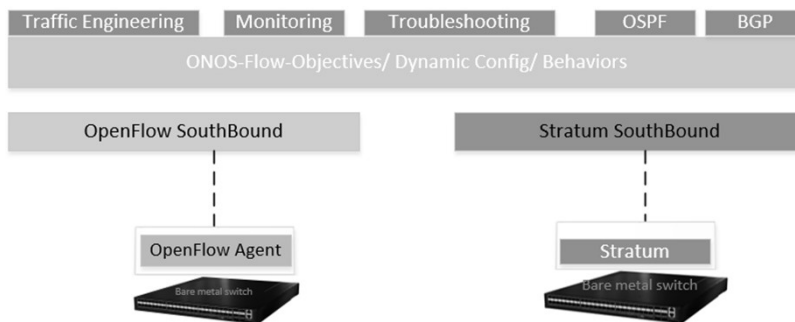 Traffic Engineering Monitoring Troubleshooting OSPF BGP
ONOS-Flow-Objectives/ Dynamic Config/ Behaviors
OpenFlow SouthBound Stratum SouthBound
OpenFlow Agent Stratum
Bare metal switch Bare metal switch